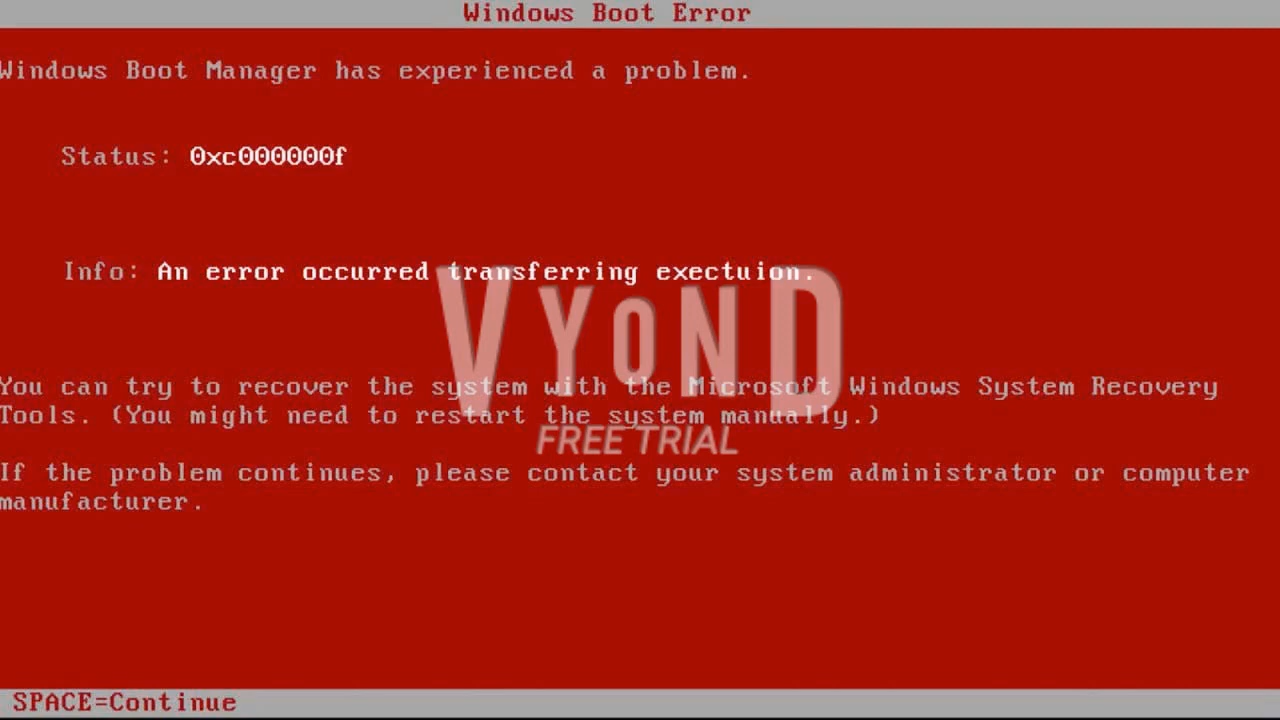 Windows Boot Error
Windows Boot Manager has experienced a problem.
Status: 0xc000000f
Info: An error occurred transferring exectuion.
VYOND
FREE TRIAL
You can try to recover the system with the Microsoft Windows System Recovery
Tools. (You might need to restart the system manually.)
If the problem continues, please contact your system administrator or computer
manufacturer.
SPACE=Continue